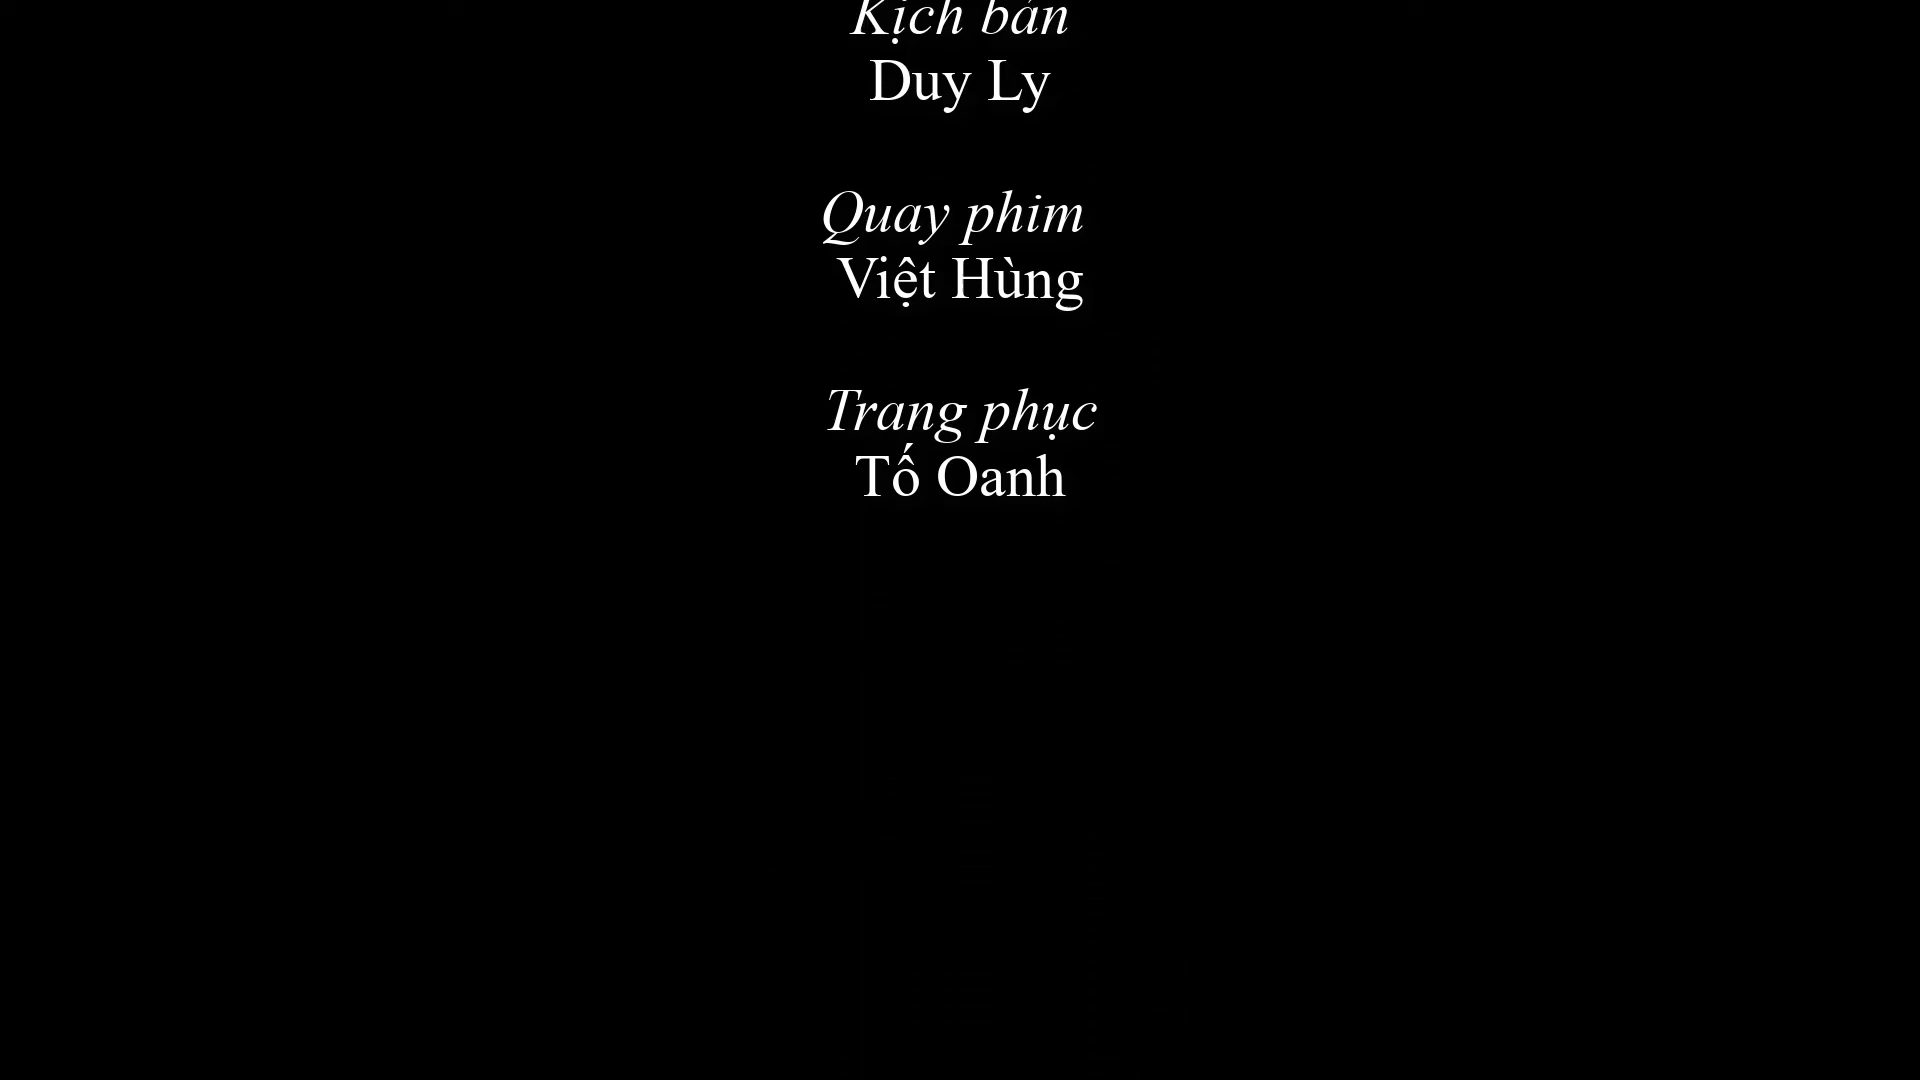 Kịch bản
Duy Ly
Quay phim
Việt Hùng
Trang phục
Tố Oanh